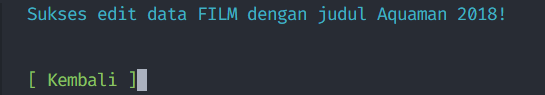 Sukses edit data FILM dengan judul Aquaman 2018!
[ Kembali ]